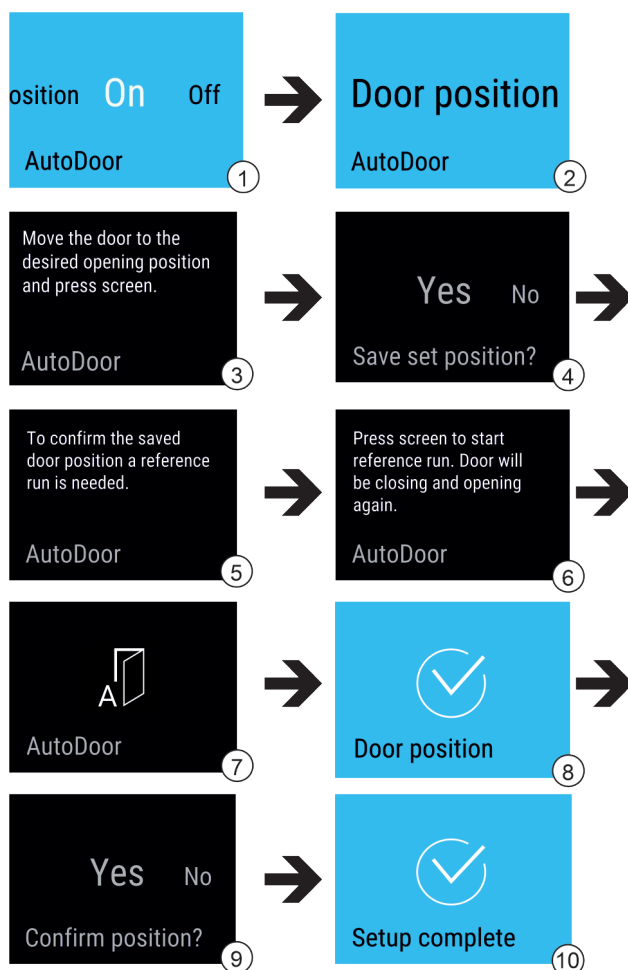 osition On Off
AutoDoor
1
Door position
AutoDoor
2
Move the door to the
desired opening position
and press screen.
AutoDoor
3
Yes No
Save set position?
4
To confirm the saved
door position a reference
run is needed.
AutoDoor
5
Press screen to start
reference run. Door will
be closing and opening
again.
AutoDoor
6
A
AutoDoor
7
Door position
8
Yes No
Confirm position?
9
Setup complete
10